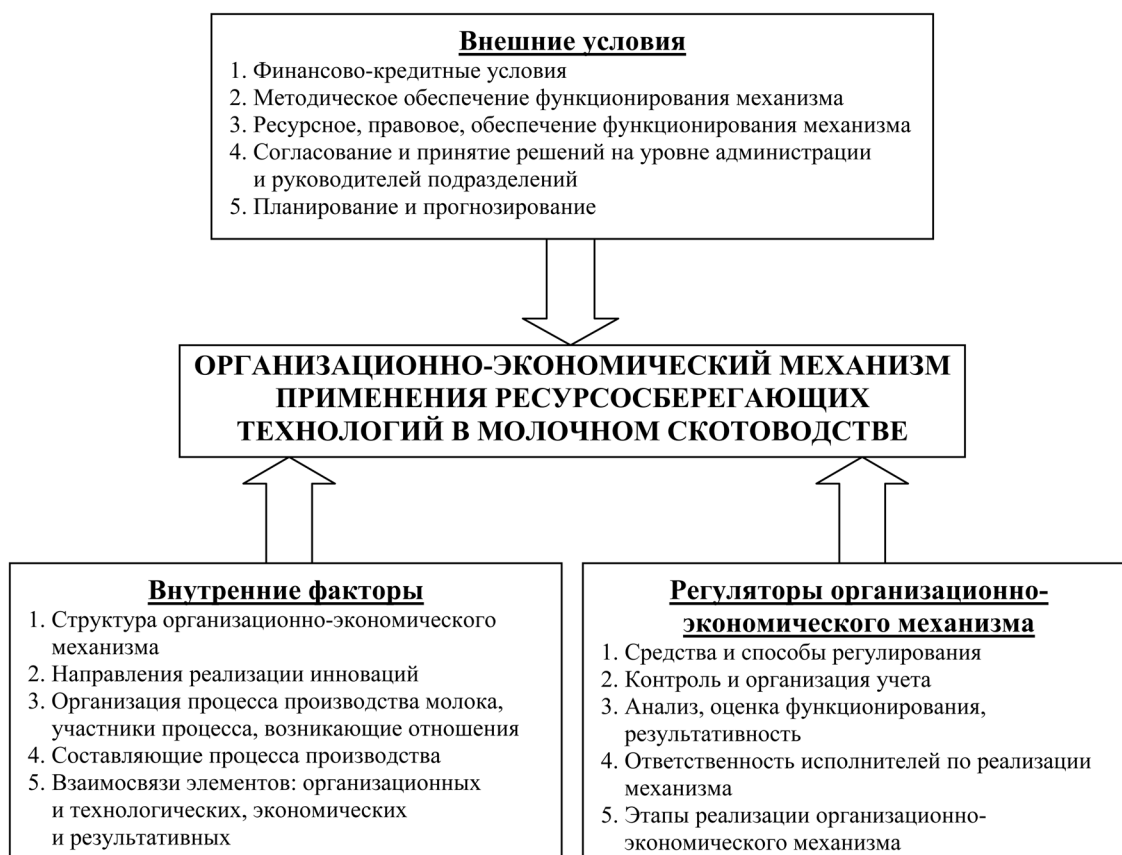 Внешние условия
1. Финансово-кредитные условия
2. Методическое обеспечение функционирования механизма
3. Ресурсное, правовое, обеспечение функционирования механизма
4. Согласование и принятие решений на уровне администрации
и руководителей подразделений
5. Планирование и прогнозирование
ОРГАНИЗАЦИОННО-ЭКОНОМИЧЕСКИЙ МЕХАНИЗМ
ПРИМЕНЕНИЯ РЕСУРСОСБЕРЕГАЮЩИХ
ТЕХНОЛОГИЙ В МОЛОЧНОМ СКОТОВОДСТВЕ
Внутренние факторы
1. Структура организационно-экономического
механизма
2. Направления реализации инноваций
3. Организация процесса производства молока,
участники процесса, возникающие отношения
4. Составляющие процесса производства
5. Взаимосвязи элементов: организационных
и технологических, экономических
и результативных
Регуляторы организационно-
экономического механизма
1. Средства и способы регулирования
2. Контроль и организация учета
3. Анализ, оценка функционирования,
результативность
4. Ответственность исполнителей по реализации
механизма
5. Этапы реализации организационно-
экономического механизма